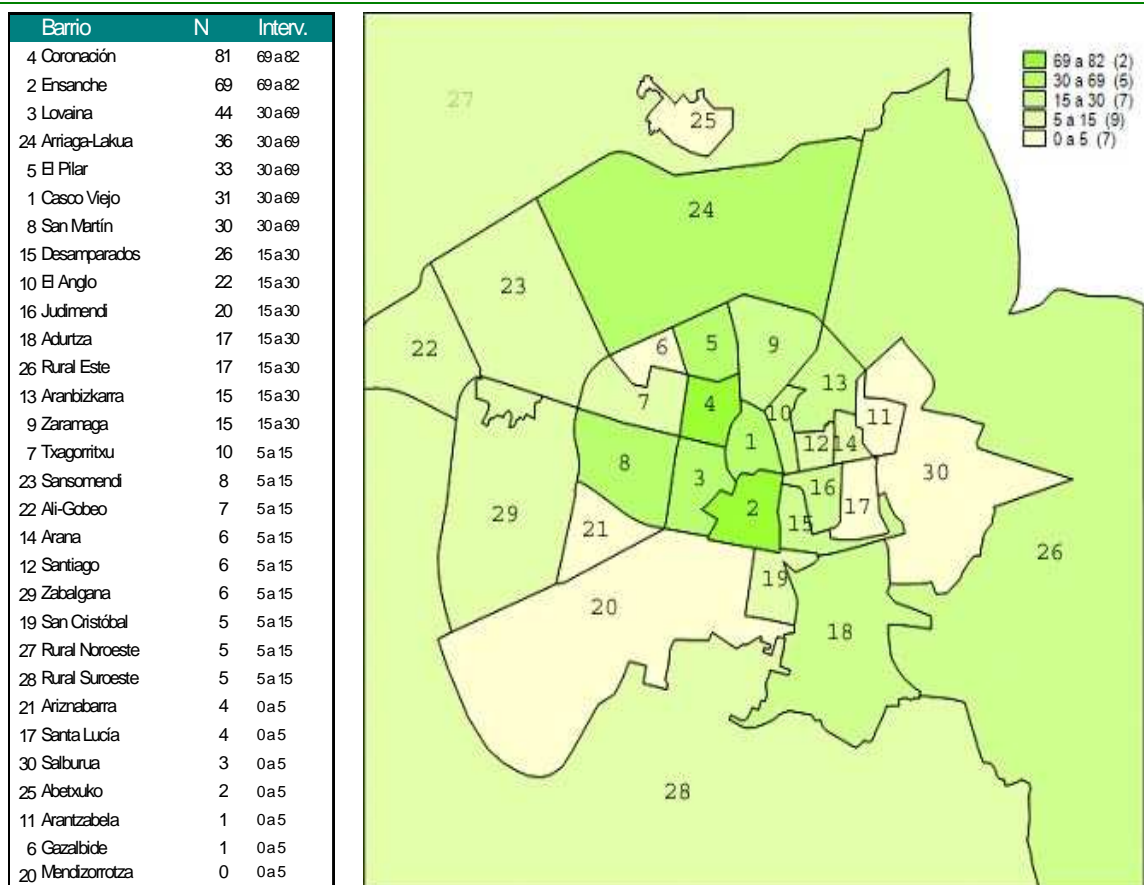 Barrio N Interv.
4 Coronación 81 69 a 82
2 Ensanche 69 69 a 82
3 Lovaina 44 30 a 69
24 Arriaga-Lakua 36 30 a 69
5 El Pilar 33 30 a 69
1 Casco Viejo 31 30 a 69
8 San Martín 30 30 a 69
15 Desamparados 26 15 a 30
10 El Anglo 22 15 a 30
16 Judimendi 20 15 a 30
18 Adurtza 17 15 a 30
26 Rural Este 17 15 a 30
13 Aranbizkarra 15 15 a 30
9 Zaramaga 15 15 a 30
7 Txagorritxu 10 5 a 15
23 Sansomendi 8 5 a 15
22 Ali-Gobeo 7 5 a 15
14 Arana 6 5 a 15
12 Santiago 6 5 a 15
29 Zabalgana 6 5 a 15
19 San Cristóbal 5 5 a 15
27 Rural Noroeste 5 5 a 15
28 Rural Suroeste 5 5 a 15
21 Ariznabarra 4 0 a 5
17 Santa Lucía 4 0 a 5
30 Salburua 3 0 a 5
25 Abetxuko 2 0 a 5
11 Arantzabela 1 0 a 5
6 Gazalbide 1 0 a 5
20 Mendizorrotza 0 0 a 5
69 a 82 (2)
30 a 69 (5)
15 a 30 (7)
5 a 15 (9)
0 a 5 (7)
27
25
24
23
22
6
5
9
13
7
4
10
11
1
12
14
8
3
16
30
2
15
17
29
21
26
19
20
18
28